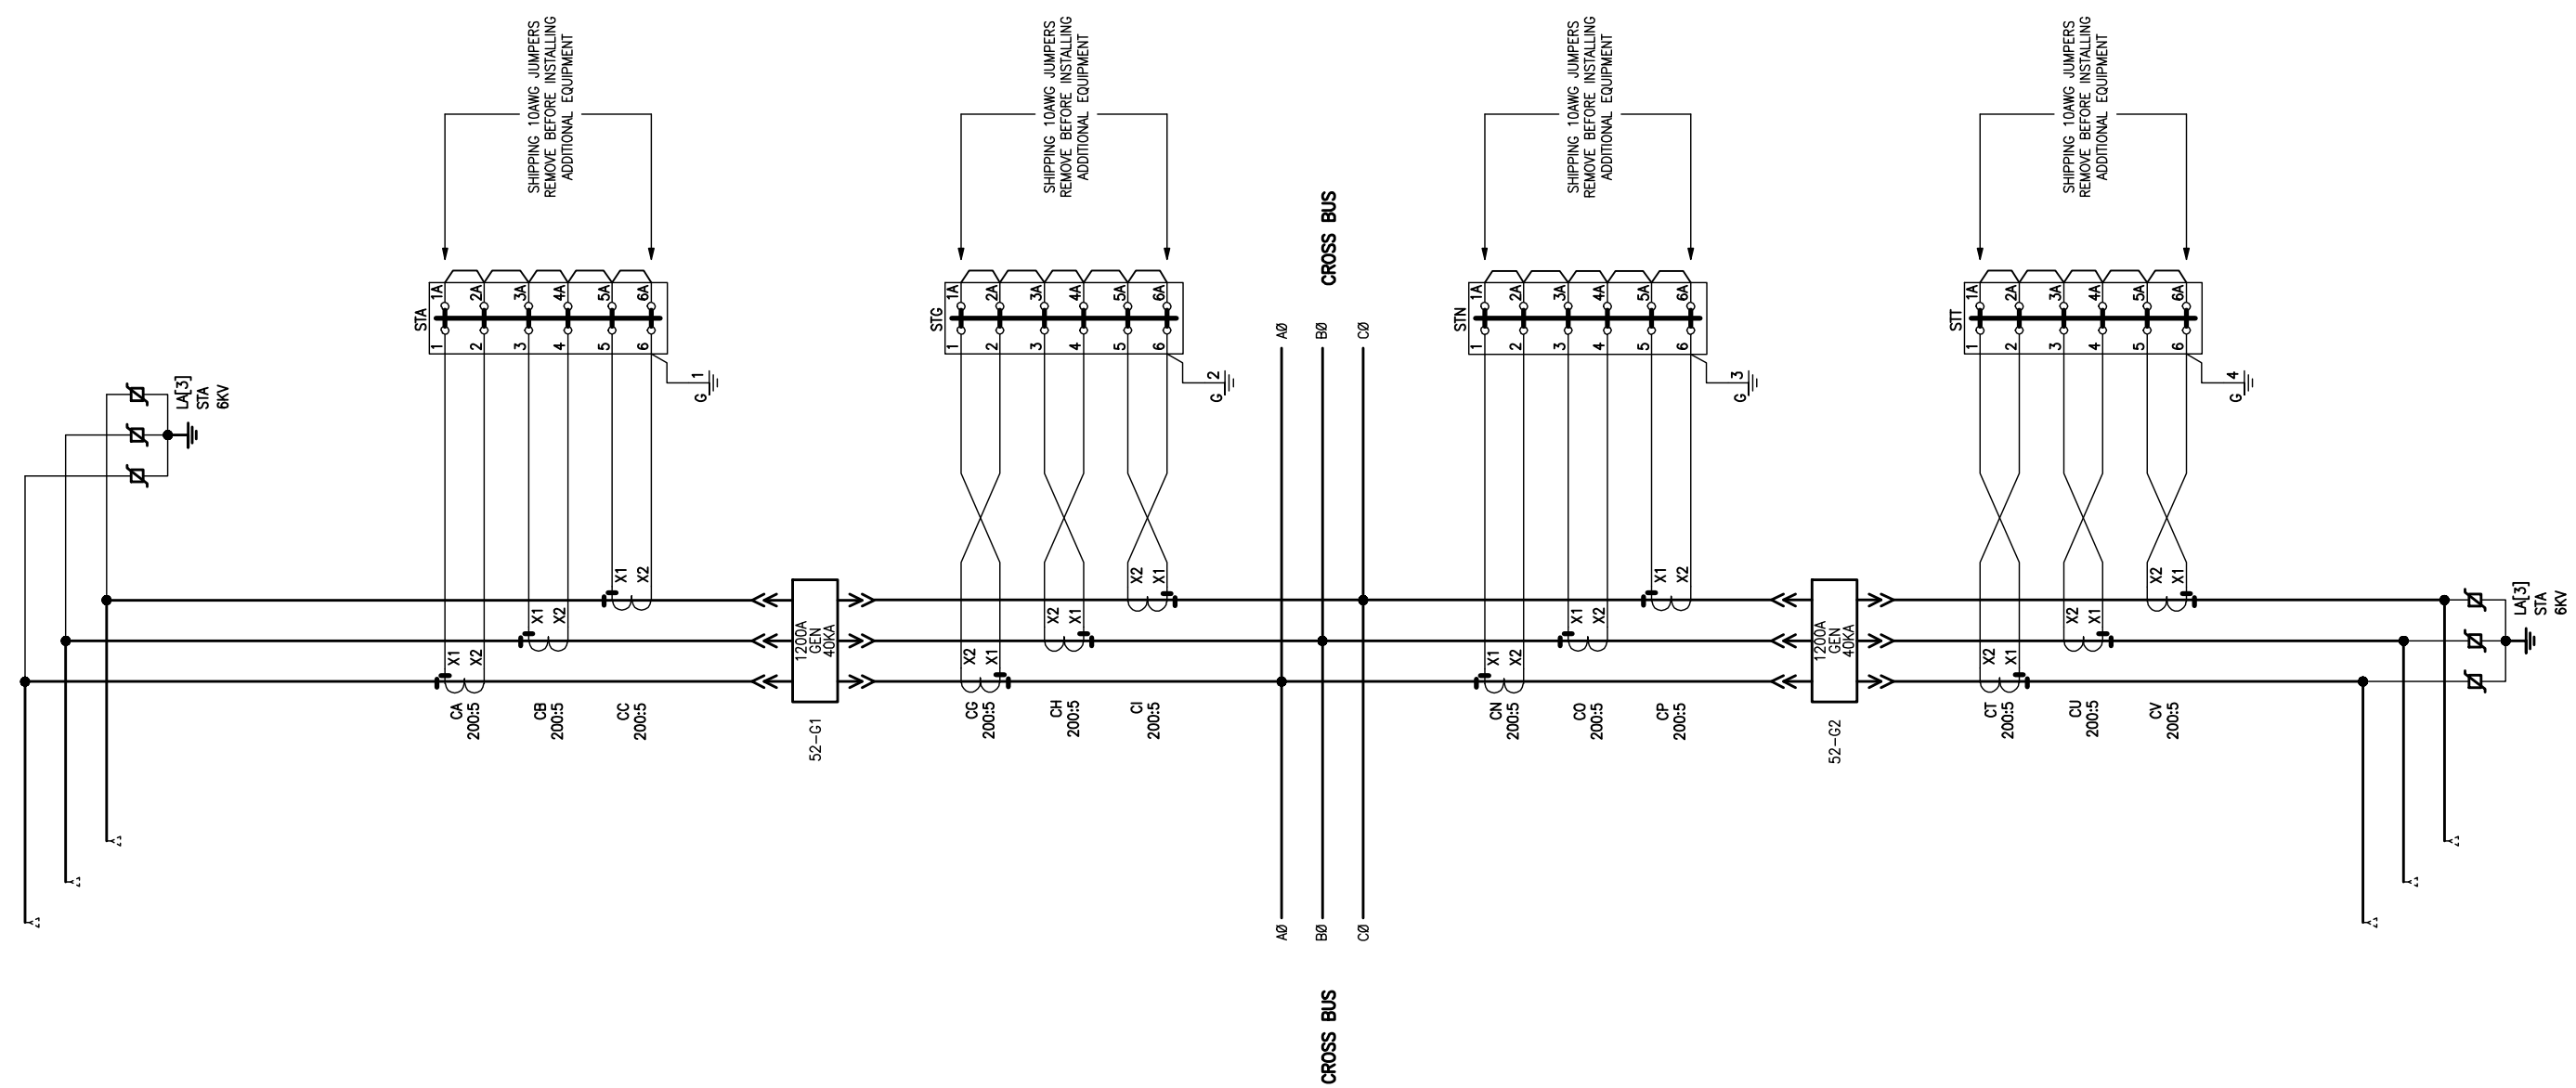 SHIPPING 10AWG JUMPERS
REMOVE BEFORE INSTALLING
ADDITIONAL EQUIPMENT
SHIPPING 10AWG JUMPERS
REMOVE BEFORE INSTALLING
ADDITIONAL EQUIPMENT
SHIPPING 10AWG JUMPERS
REMOVE BEFORE INSTALLING
ADDITIONAL EQUIPMENT
SHIPPING 10AWG JUMPERS
REMOVE BEFORE INSTALLING
ADDITIONAL EQUIPMENT
CROSS BUS
STA
1A 2A 3A 4A 5A 6A
1 2 3 4 5 6
G 1
STG
1A 2A 3A 4A 5A 6A
1 2 3 4 5 6
G 2
STN
1A 2A 3A 4A 5A 6A
1 2 3 4 5 6
G 3
STT
1A 2A 3A 4A 5A 6A
1 2 3 4 5 6
G 4
AØ
BØ
CØ
LA[3]
STA
6KV
X1 X2
X1 X2
X1 X2
X2 X1
X2 X1
X2 X1
X1 X2
X1 X2
X1 X2
X2 X1
X2 X1
X2 X1
LA[3]
STA
6KV
1200A
GEN
40KA
52-G1
1200A
GEN
40KA
52-G2
CA
200:5
CB
200:5
CC
200:5
CG
200:5
CH
200:5
CI
200:5
CN
200:5
CO
200:5
CP
200:5
CT
200:5
CU
200:5
CV
200:5
AØ
BØ
CØ
CROSS BUS